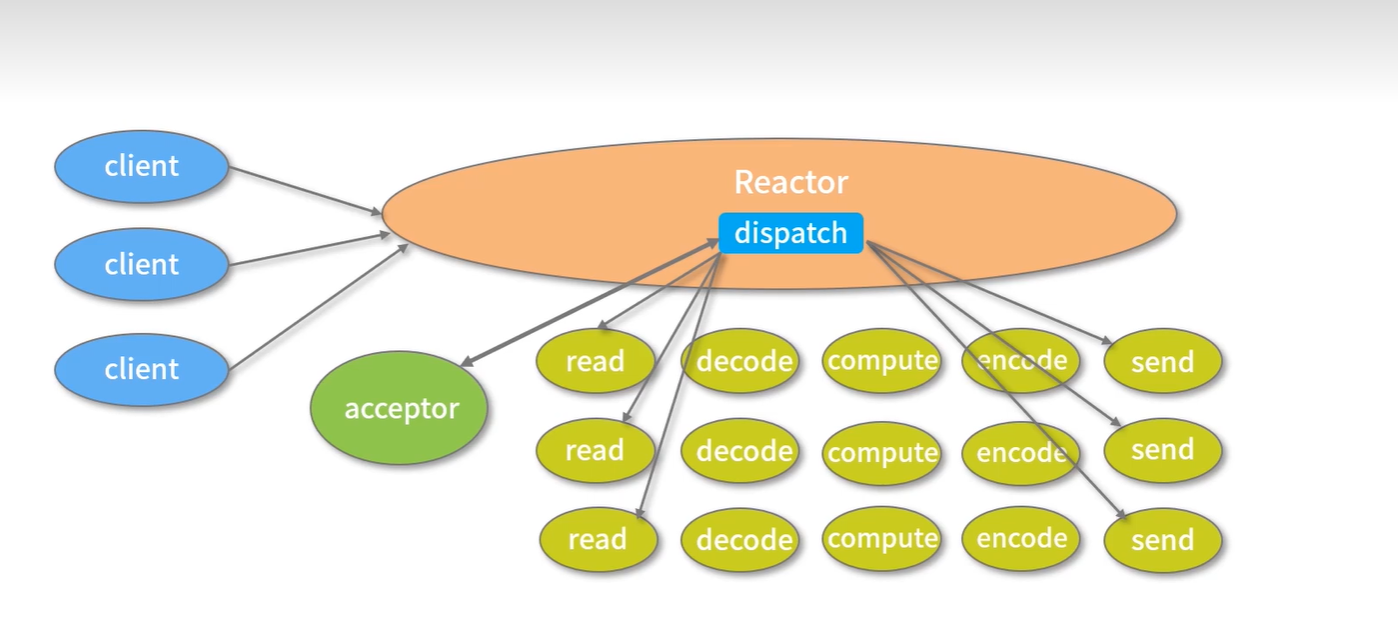 client
client
client
Reactor
dispatch
acceptor
read decode compute encode send
read decode compute encode send
read decode compute encode send